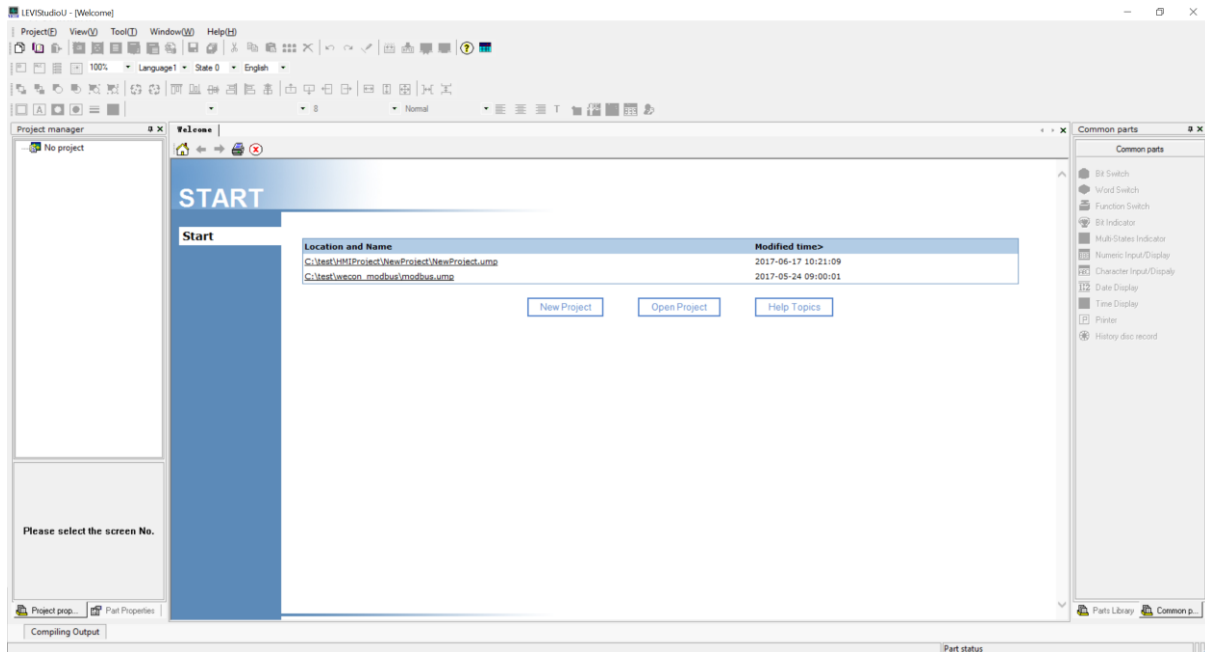 LEVIStudioU - [Welcome]
Project(F) View(V) Tool(T) Window(W) Help(H)
100% Language1 State 0 English
8 Normal
Project manager
No project
Please select the screen No.
Project prop... Part Properties
Welcome
START
Start
Location and Name Modified time>
C:\test\HMIProject\NewProject\NewProject.ump 2017-06-17 10:21:09
C:\test\wecon_modbus\modbus.ump 2017-05-24 09:00:01
New Project Open Project Help Topics
Common parts
Common parts
Bit Switch
Word Switch
Function Switch
Bit Indicator
Multi-States Indicator
Numeric Input/Display
Character Input/Dispaly
Date Display
Time Display
Printer
History disc record
Parts Library Common p...
Compiling Output
Part status